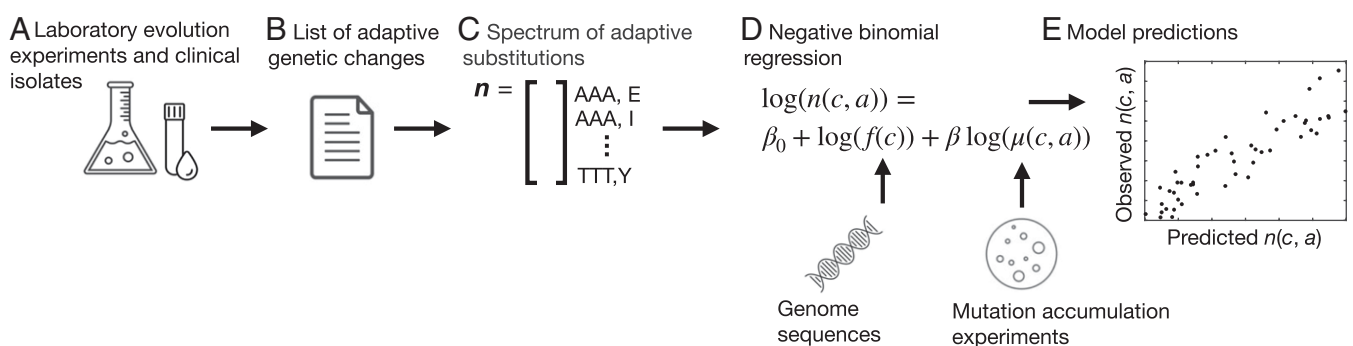 A Laboratory evolution
experiments and clinical
isolates
B List of adaptive
genetic changes
C Spectrum of adaptive
substitutions
n =
AAA, E
AAA, I
⋮
TTT,Y
D Negative binomial
regression
log(n(c, a)) =
β₀ + log(f(c)) + β log(μ(c, a))
Genome
sequences
Mutation accumulation
experiments
E Model predictions
Observed n(c, a)
Predicted n(c, a)